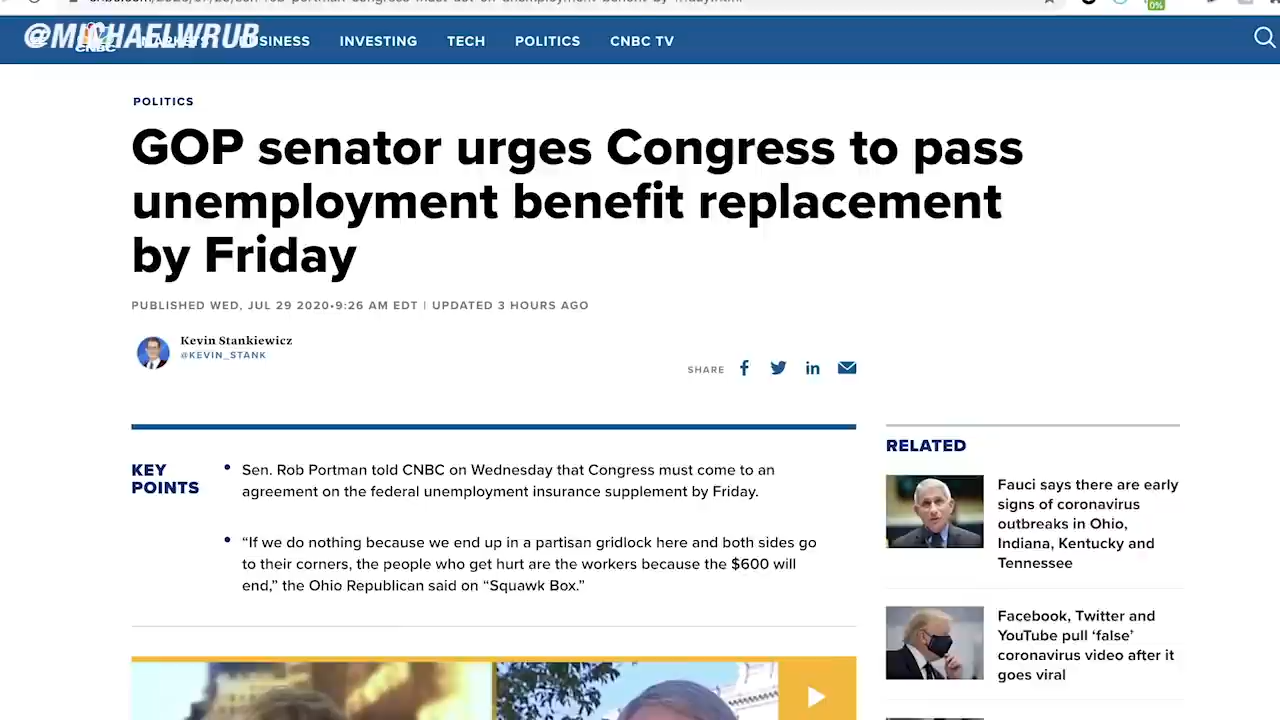 @MICHAELWRUB
CNBC
MARKETS BUSINESS INVESTING TECH POLITICS CNBC TV
POLITICS
GOP senator urges Congress to pass
unemployment benefit replacement
by Friday
PUBLISHED WED, JUL 29 2020•9:26 AM EDT | UPDATED 3 HOURS AGO
Kevin Stankiewicz
@KEVIN_STANK
SHARE
KEY
POINTS
• Sen. Rob Portman told CNBC on Wednesday that Congress must come to an
agreement on the federal unemployment insurance supplement by Friday.
• “If we do nothing because we end up in a partisan gridlock here and both sides go
to their corners, the people who get hurt are the workers because the $600 will
end,” the Ohio Republican said on “Squawk Box.”
RELATED
Fauci says there are early
signs of coronavirus
outbreaks in Ohio,
Indiana, Kentucky and
Tennessee
Facebook, Twitter and
YouTube pull ‘false’
coronavirus video after it
goes viral
0%